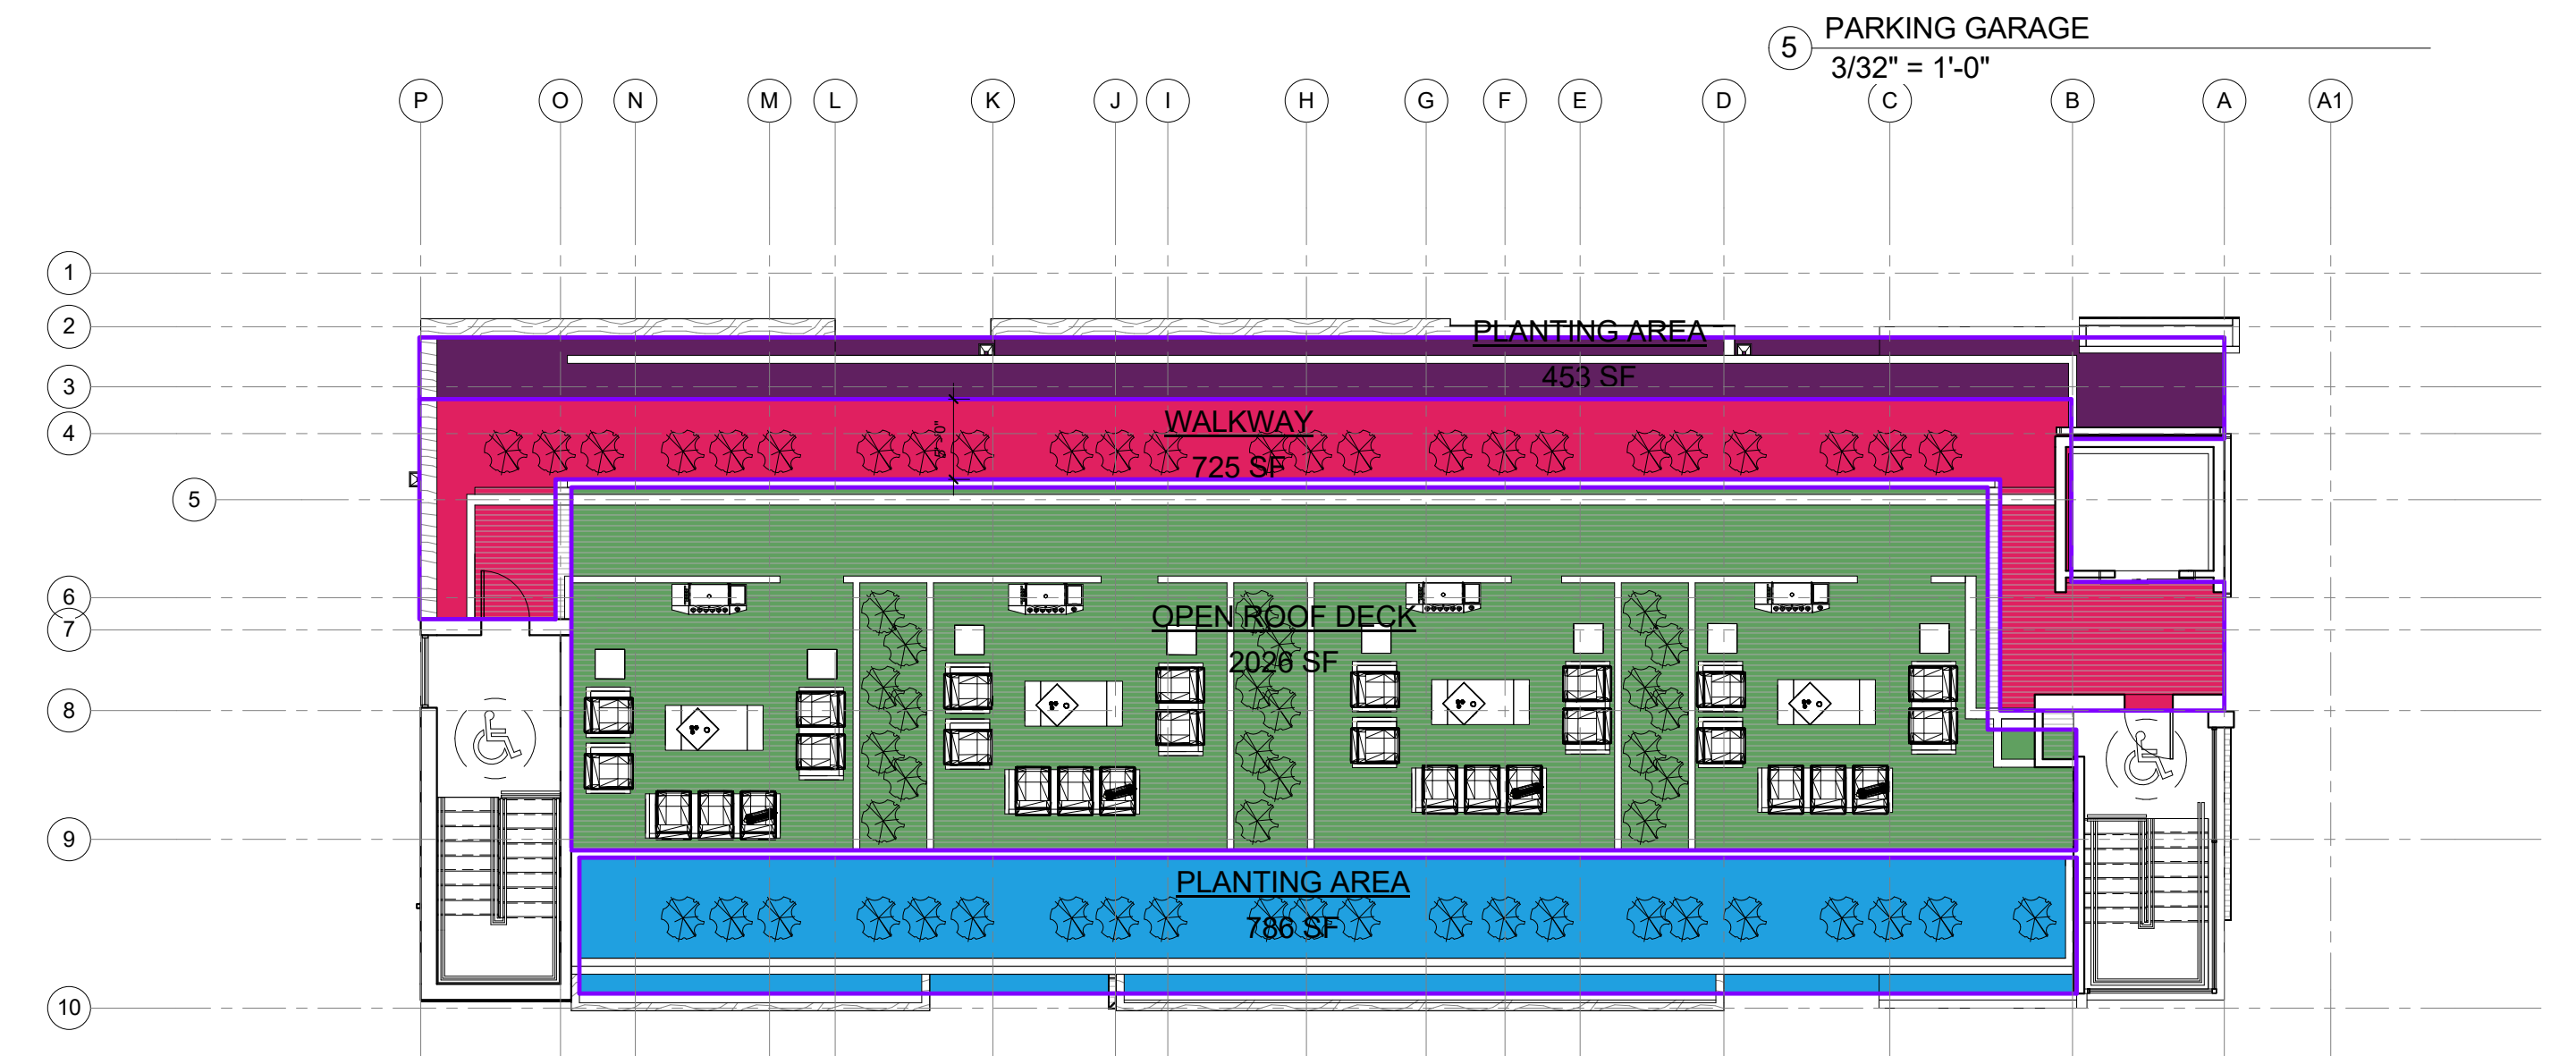 5 PARKING GARAGE
3/32" = 1'-0"
P O N M L K J I H G F E D C B A A1
1
2
PLANTING AREA
453 SF
3
4
WALKWAY
725 SF
5
6
7
OPEN ROOF DECK
2026 SF
8
9
PLANTING AREA
786 SF
10